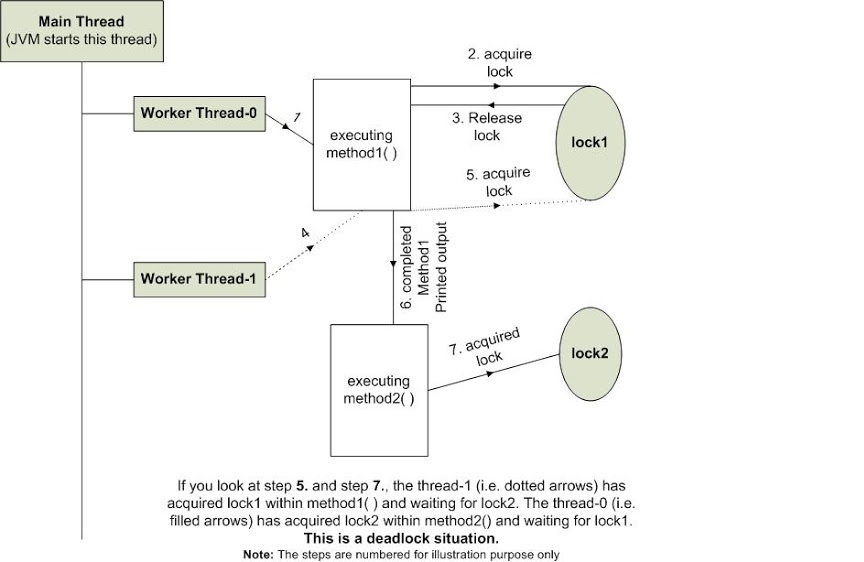 Main Thread
(JVM starts this thread)
2. acquire
lock
Worker Thread-0
1
3. Release
lock
executing
method1( )
lock1
5. acquire
lock
4
Worker Thread-1
6. completed
Method1
Printed output
7. acquired
lock
lock2
executing
method2( )
If you look at step 5. and step 7., the thread-1 (i.e. dotted arrows) has
acquired lock1 within method1( ) and waiting for lock2. The thread-0 (i.e.
filled arrows) has acquired lock2 within method2() and waiting for lock1.
This is a deadlock situation.
Note: The steps are numbered for illustration purpose only